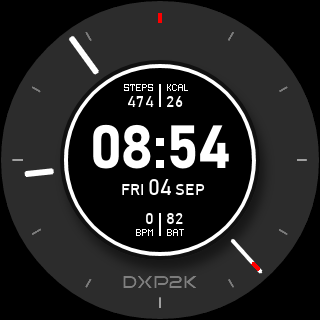 STEPS KCAL
474 26
08:54
FRI 04 SEP
0 82
BPM BAT
DXP2K